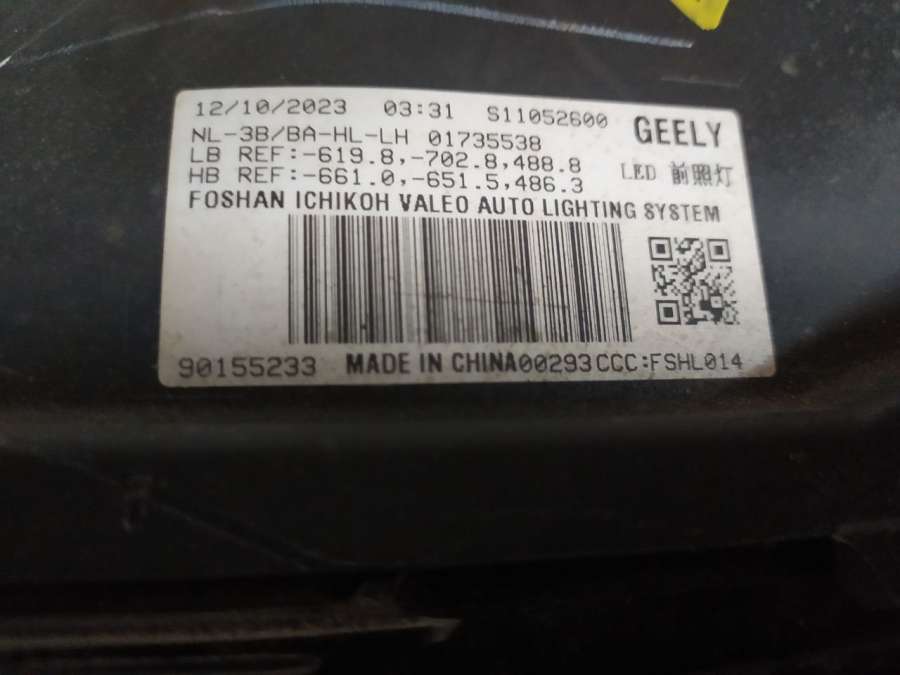 12/10/2023 03:31 S11052600
GEELY
NL-3B/BA-HL-LH 01735538
LB REF:-619.8,-702.8,488.8
LED 前照灯
HB REF:-661.0,-651.5,486.3
FOSHAN ICHIKOH VALEO AUTO LIGHTING SYSTEM
90155233 MADE IN CHINA00293 CCC:FSHL014